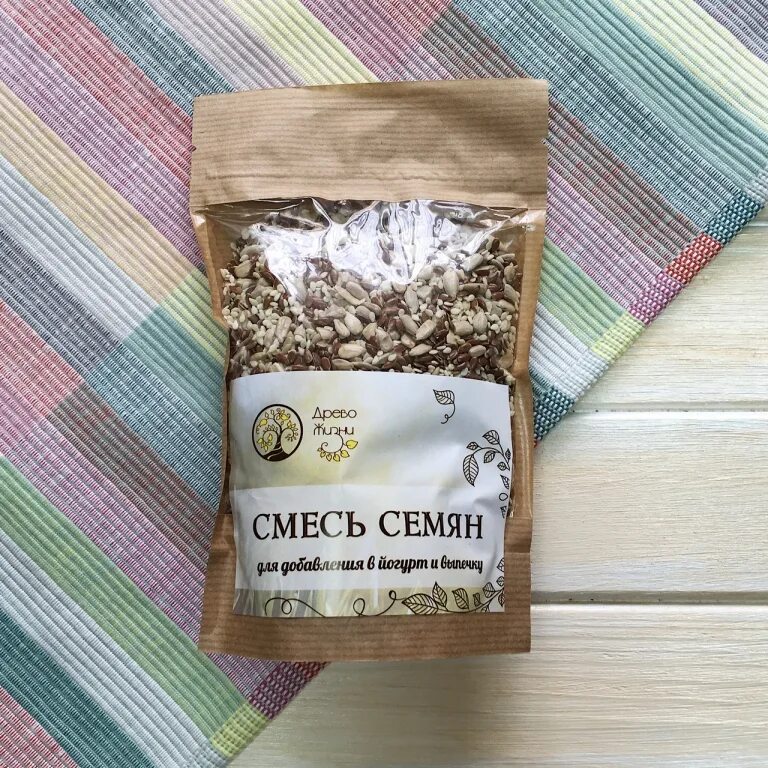 Древо
Жизни
СМЕСЬ СЕМЯН
для добавления в йогурт и выпечку